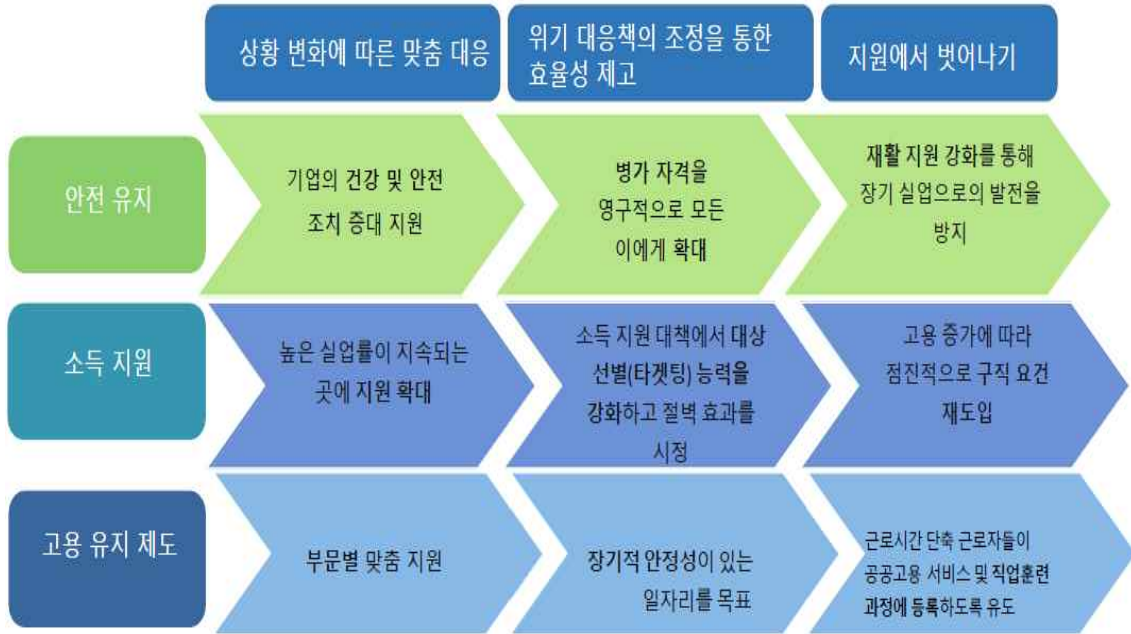 상황 변화에 따른 맞춤 대응
위기 대응책의 조정을 통한
효율성 제고
지원에서 벗어나기
안전 유지
기업의 건강 및 안전
조치 증대 지원
병가 자격을
영구적으로 모든
이에게 확대
재활 지원 강화를 통해
장기 실업으로의 발전을
방지
소득 지원
높은 실업률이 지속되는
곳에 지원 확대
소득 지원 대책에서 대상
선별(타겟팅) 능력을
강화하고 절벽 효과를
시정
고용 증가에 따라
점진적으로 구직 요건
재도입
고용 유지 제도
부문별 맞춤 지원
장기적 안정성이 있는
일자리를 목표
근로시간 단축 근로자들이
공공고용 서비스 및 직업훈련
과정에 등록하도록 유도